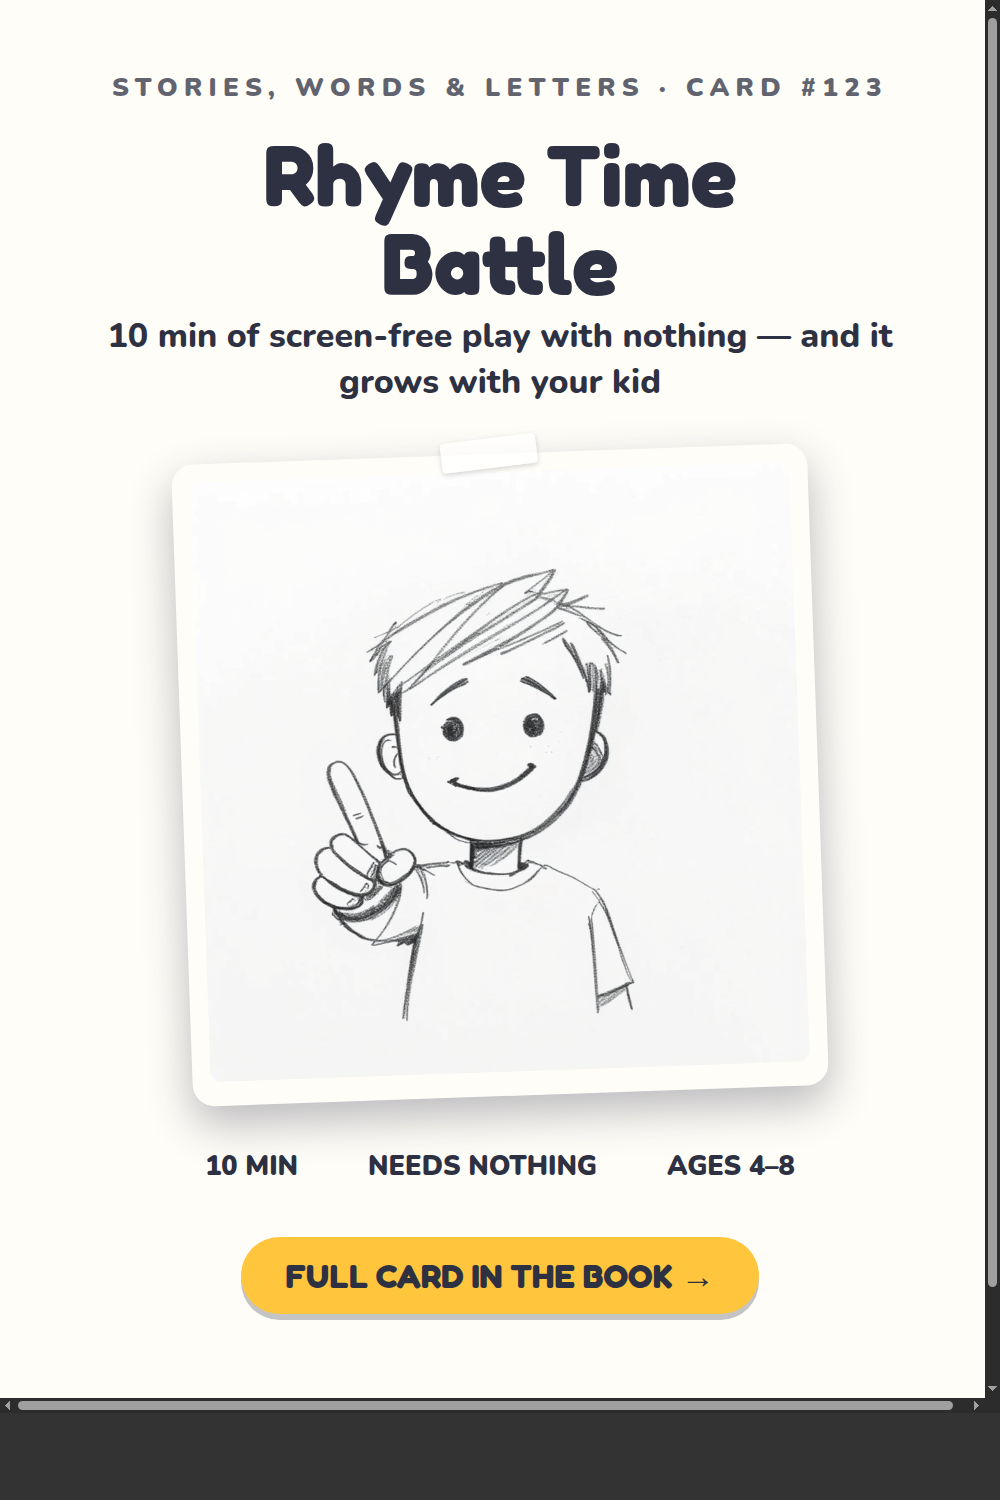 STORIES, WORDS & LETTERS · CARD #123
Rhyme Time
Battle
10 min of screen-free play with nothing — and it
grows with your kid
10 MIN NEEDS NOTHING AGES 4–8
FULL CARD IN THE BOOK →